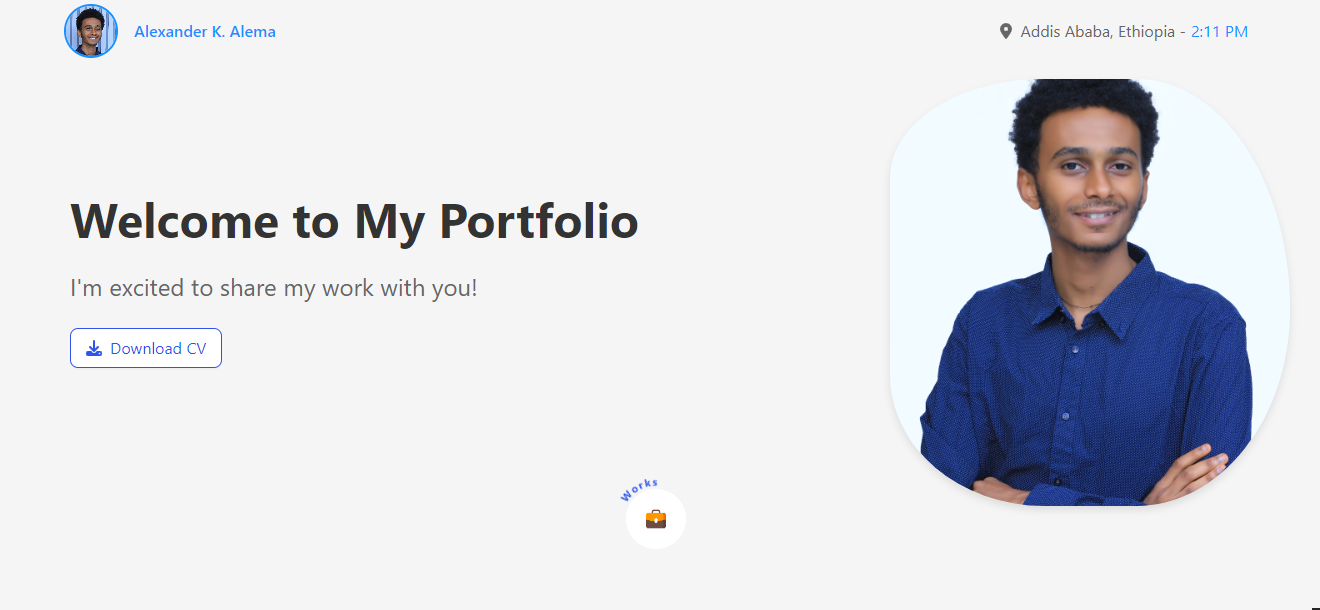 Alexander K. Alema
Addis Ababa, Ethiopia - 2:11 PM
Welcome to My Portfolio
I'm excited to share my work with you!
Download CV
Works